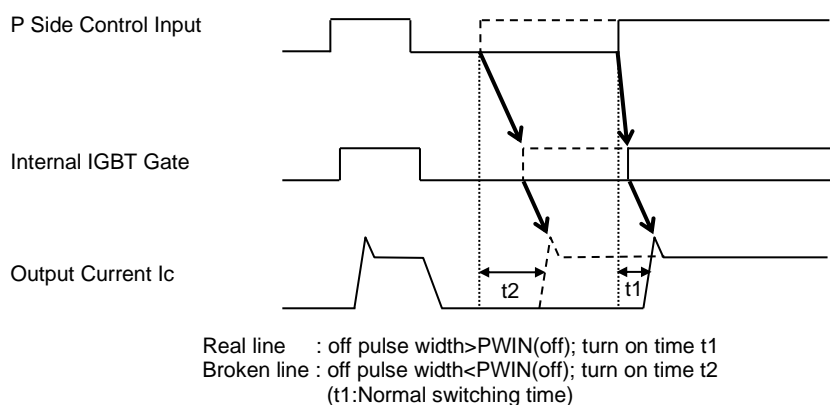 P Side Control Input
Internal IGBT Gate
Output Current Ic
t2
t1
Real line : off pulse width>PWIN(off); turn on time t1
Broken line : off pulse width<PWIN(off); turn on time t2
(t1:Normal switching time)